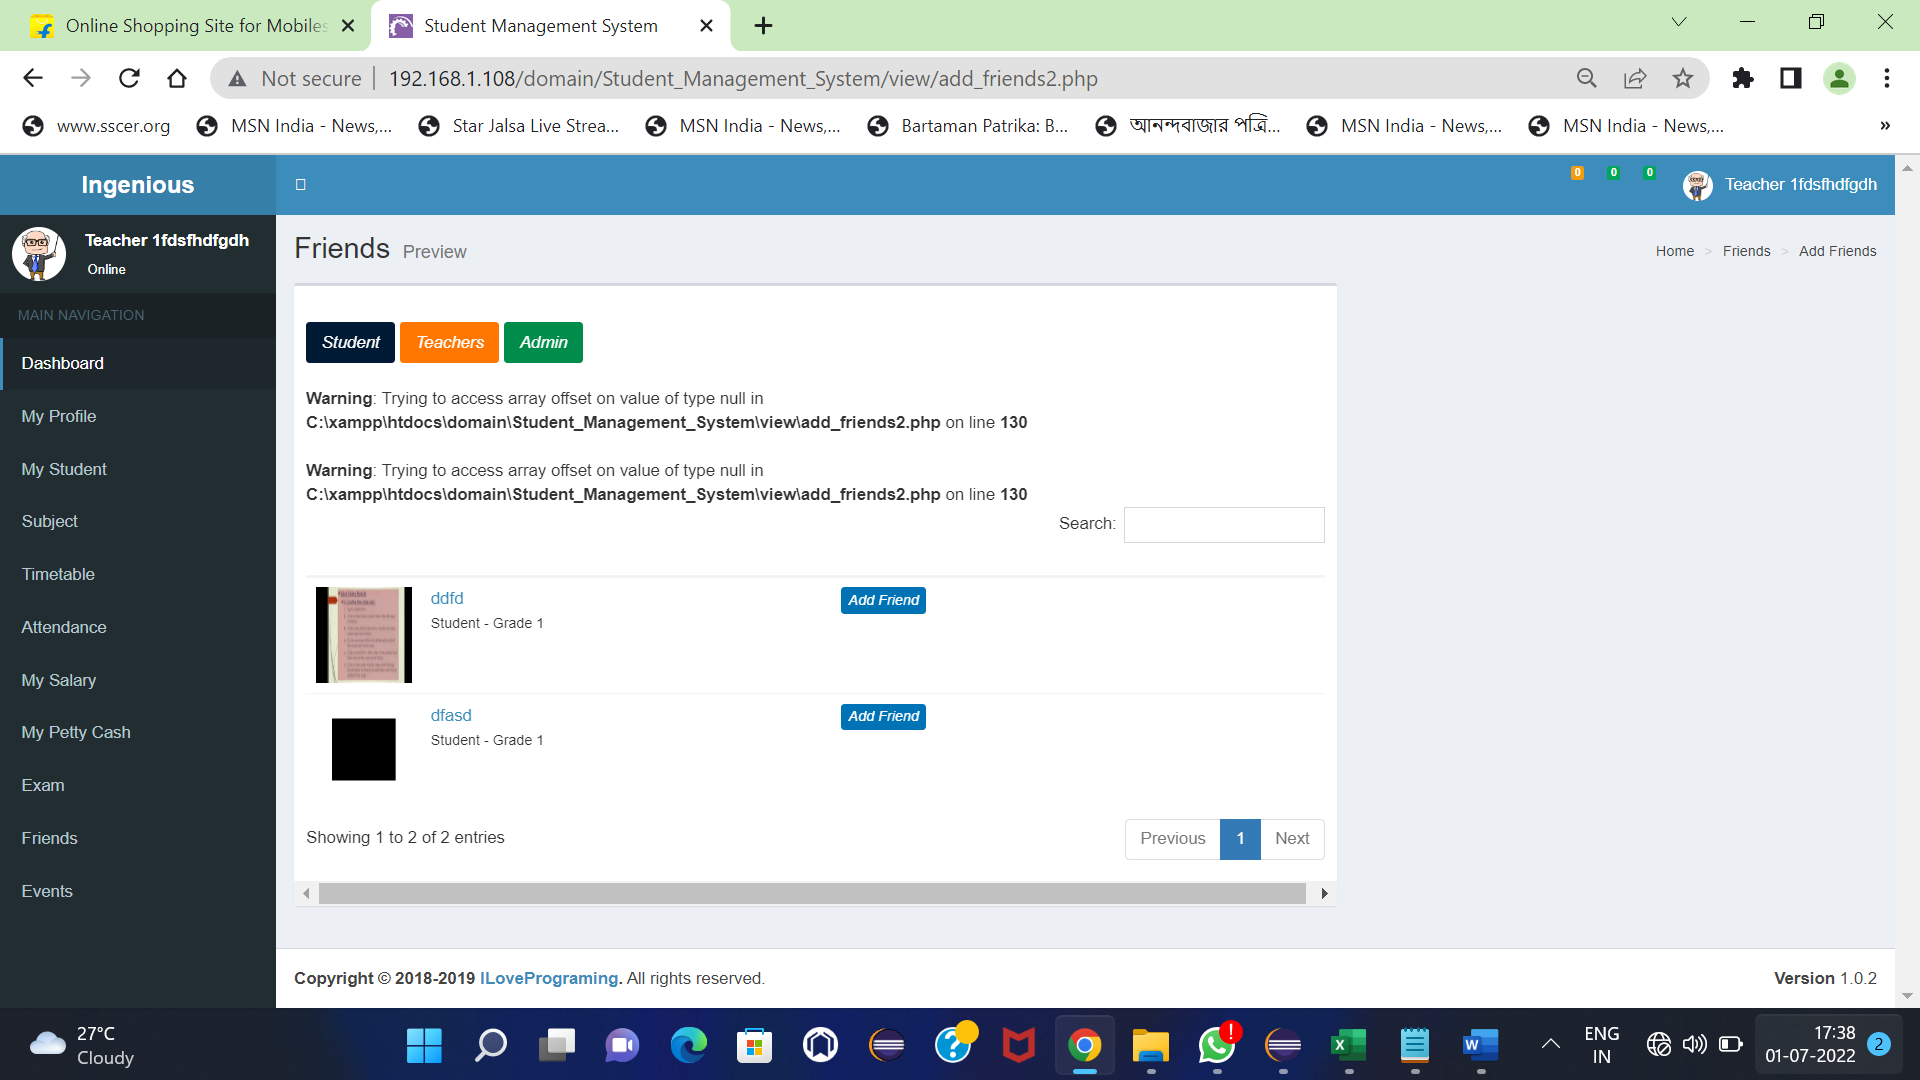 Online Shopping Site for Mobiles
Student Management System
Not secure
192.168.1.108/domain/Student_Management_System/view/add_friends2.php
www.sscer.org
MSN India - News,...
Star Jalsa Live Strea...
MSN India - News,...
Bartaman Patrika: B...
আনন্দবাজার পত্রি...
MSN India - News,...
MSN India - News,...
»
Ingenious
0
0
0
Teacher 1fdsfhdfgdh
Teacher 1fdsfhdfgdh
Online
MAIN NAVIGATION
Dashboard
My Profile
My Student
Subject
Timetable
Attendance
My Salary
My Petty Cash
Exam
Friends
Events
Friends Preview
Home > Friends > Add Friends
Student
Teachers
Admin
Warning: Trying to access array offset on value of type null in
C:\xampp\htdocs\domain\Student_Management_System\view\add_friends2.php on line 130
Warning: Trying to access array offset on value of type null in
C:\xampp\htdocs\domain\Student_Management_System\view\add_friends2.php on line 130
Search:
ddfd
Student - Grade 1
Add Friend
dfasd
Student - Grade 1
Add Friend
Showing 1 to 2 of 2 entries
Previous
1
Next
Copyright © 2018-2019 ILovePrograming. All rights reserved.
Version 1.0.2
27°C
Cloudy
ENG
IN
17:38
01-07-2022
2